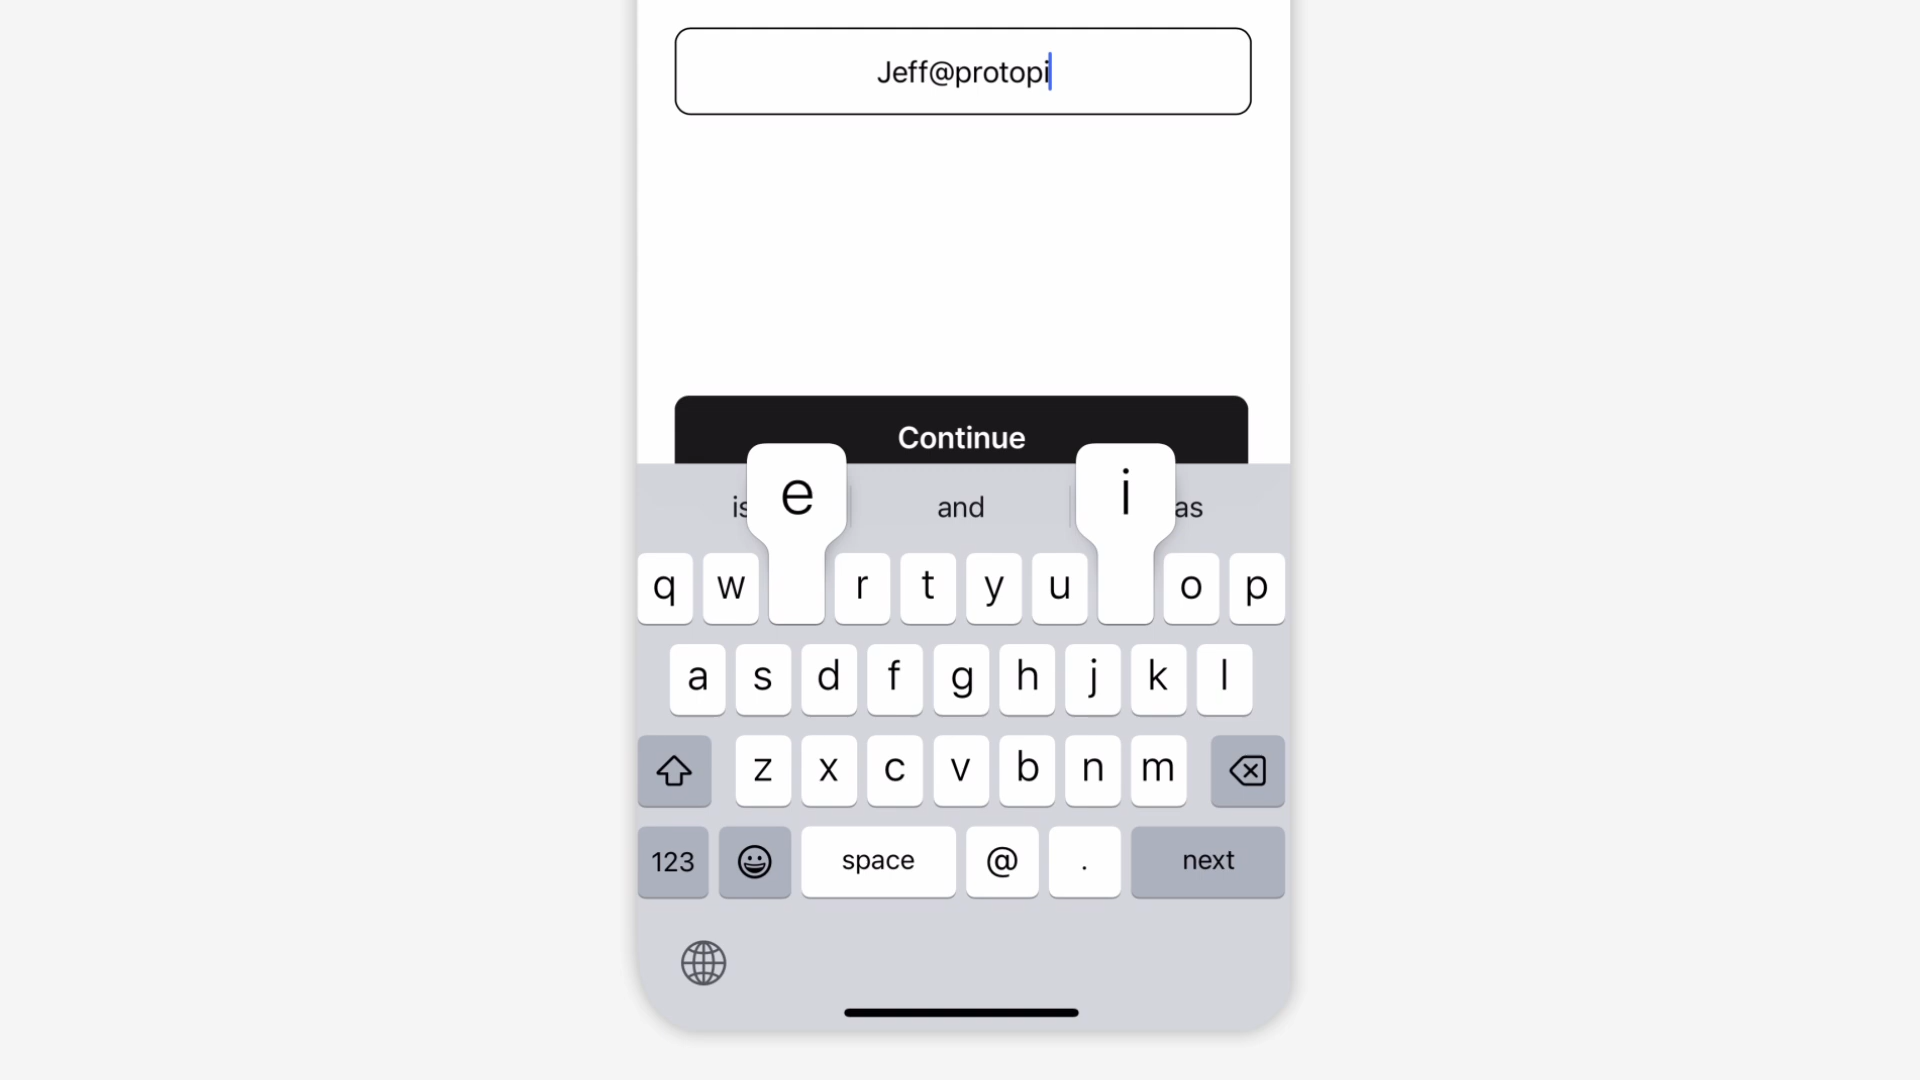 Jeff@protopi
Continue
e i
is and as
q w r t y u o p
a s d f g h j k l
z x c v b n m
123 space @ . next